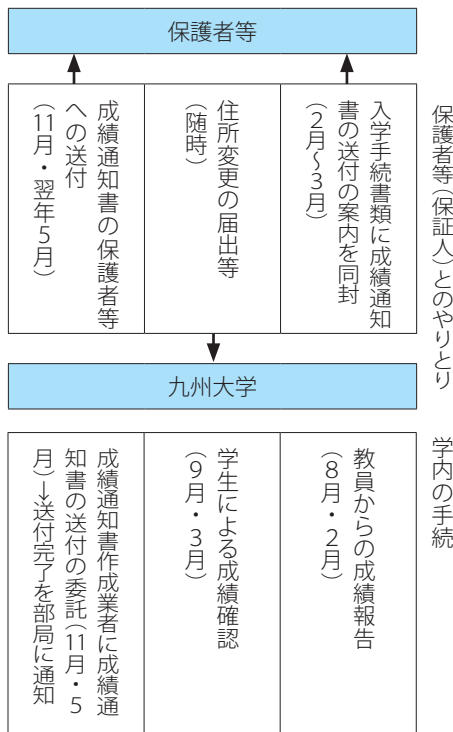 保護者等
保護者等（保証人）とのやりとり
入学手続書類に成績通知
書の送付の案内を同封
（２月～３月）
住所変更の届出等
（随時）
成績通知書の保護者等
への送付
（11月・翌年５月）
九州大学
学内の手続
教員からの成績報告
（８月・２月）
学生による成績確認
（９月・３月）
成績通知書作成業者に成績通
知書の送付の委託（11月・５
月）→送付完了を部局に通知